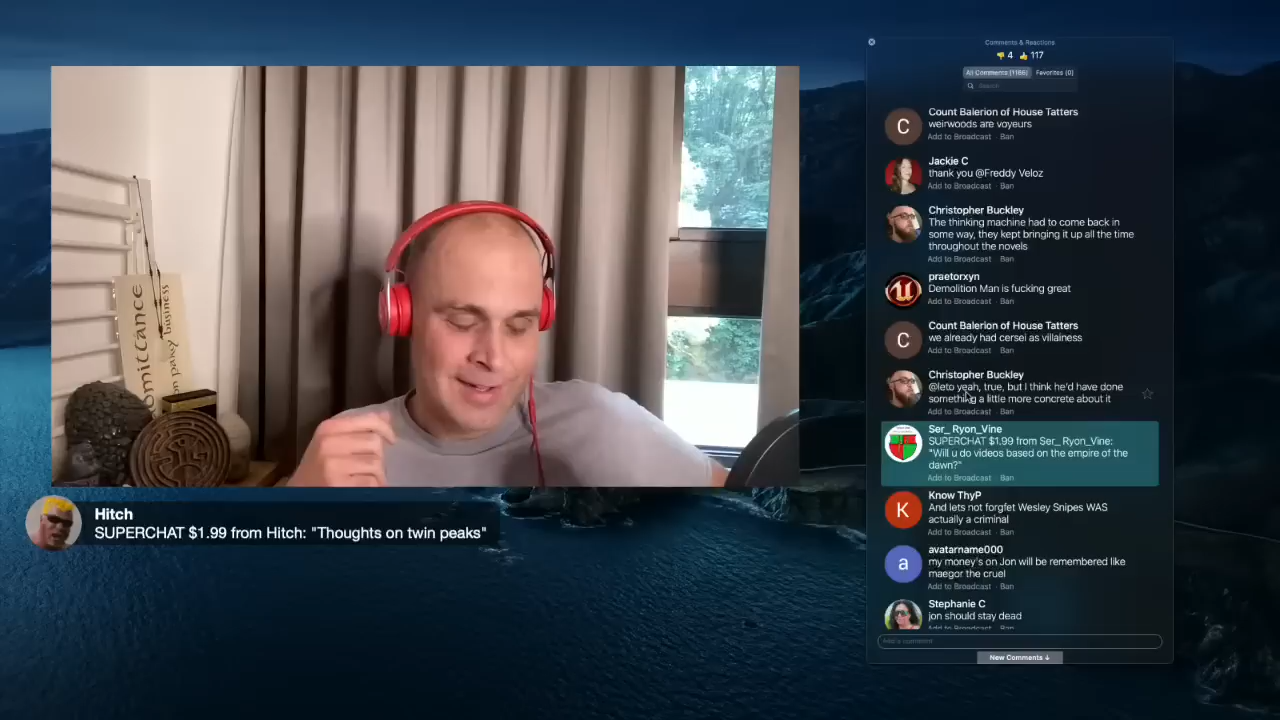 Comments & Reactions
👎 4 👍 117
All Comments (1166) Favorites (0)
Search
Count Balerion of House Tatters
weirwoods are voyeurs
Add to Broadcast · Ban
Jackie C
thank you @Freddy Veloz
Add to Broadcast · Ban
Christopher Buckley
The thinking machine had to come back in
some way, they kept bringing it up all the time
throughout the novels
Add to Broadcast · Ban
praetorxyn
Demolition Man is fucking great
Add to Broadcast · Ban
C
Count Balerion of House Tatters
we already had cersei as villainess
Add to Broadcast · Ban
Christopher Buckley
@leto yeah, true, but I think he'd have done
something a little more concrete about it
Add to Broadcast · Ban
Ser_ Ryon_Vine
SUPERCHAT $1.99 from Ser_ Ryon_Vine:
"Will u do videos based on the empire of the
dawn?"
Add to Broadcast · Ban
K
Know ThyP
And lets not forgfet Wesley Snipes WAS
actually a criminal
Add to Broadcast · Ban
a
avatarname000
my money's on Jon will be remembered like
maegor the cruel
Add to Broadcast · Ban
Stephanie C
jon should stay dead
Add to Broadcast · Ban
Add a comment
New Comments ↓
C
omittance
on paky business
Hitch
SUPERCHAT $1.99 from Hitch: "Thoughts on twin peaks"